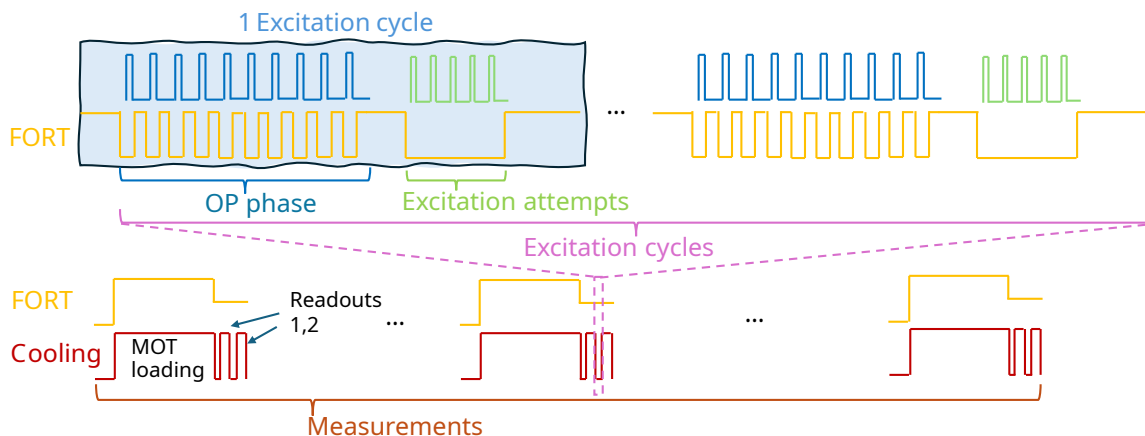 1 Excitation cycle
...
FORT
OP phase
Excitation attempts
Excitation cycles
FORT
Readouts
1,2
...
...
Cooling
MOT
loading
Measurements